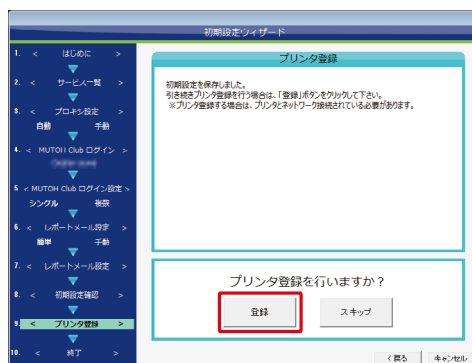 初期設定ウィザード
1. < はじめに >
2. < サービス一覧 >
3. < プロキシ設定 >
自動 手動
4. < MUTOH Club ログイン >
5. < MUTOH Club ログイン設定 >
シングル 複数
6. < レポートメール設定 >
簡単 手動
7. < レポートメール設定 >
8. < 初期設定確認 >
9. < プリンタ登録 >
10. < 終了 >
プリンタ登録
初期設定を保存しました。
引き続きプリンタ登録を行う場合は、「登録」ボタンをクリックして下さい。
※プリンタ登録する場合は、プリンタとネットワーク接続されている必要があります。
プリンタ登録を行いますか？
登録 スキップ
< 戻る キャンセル